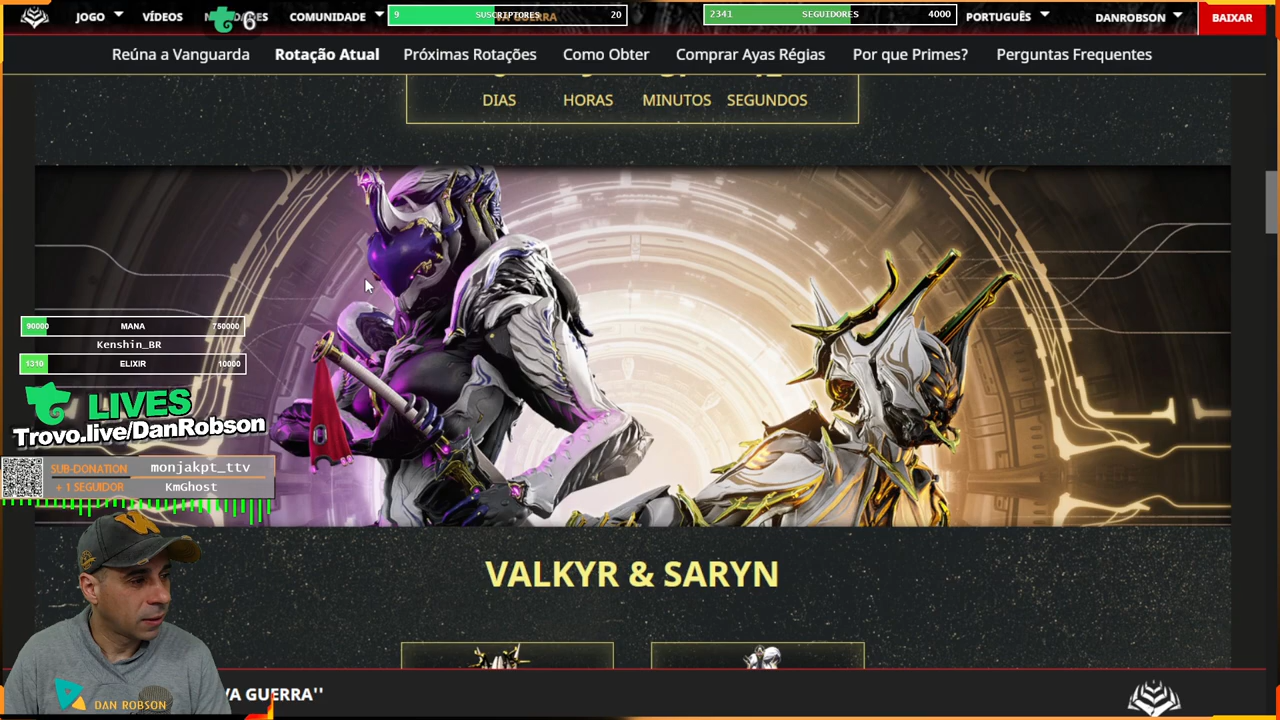 JOGO VÍDEOS COMUNIDADE 9 SUSCRIPTORES 20 2341 SEGUIDORES 4000 PORTUGUÊS DANROBSON BAIXAR
6
Reúna a Vanguarda Rotação Atual Próximas Rotações Como Obter Comprar Ayas Régias Por que Primes? Perguntas Frequentes
DIAS HORAS MINUTOS SEGUNDOS
90000 MANA 750000
Kenshin_BR
1310 ELIXIR 10000
LIVES
Trovo.live/DanRobson
SUB-DONATION monjakpt_ttv
+ 1 SEGUIDOR KmGhost
VALKYR & SARYN
VA GUERRA''
DAN ROBSON